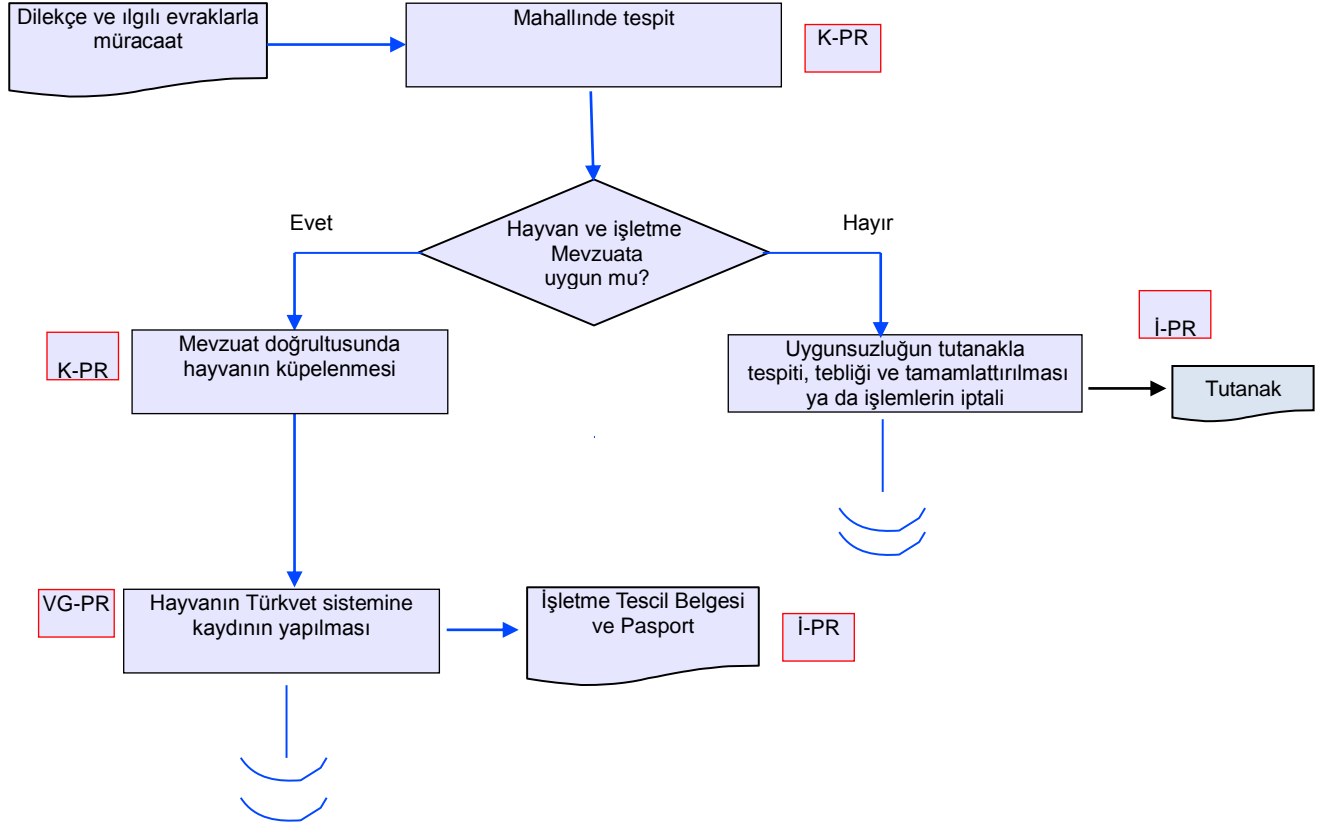 Dilekçe ve ılgılı evraklarla
müracaat
Mahallınde tespit
K-PR
Evet
Hayvan ve işletme
Mevzuata
uygun mu?
Hayır
K-PR
Mevzuat doğrultusunda
hayvanın küpelenmesi
Uygunsuzluğun tutanakla
tespiti, tebliği ve tamamlattırılması
ya da işlemlerin iptali
İ-PR
Tutanak
VG-PR
Hayvanın Türkvet sistemine
kaydının yapılması
İşletme Tescil Belgesi
ve Pasport
İ-PR